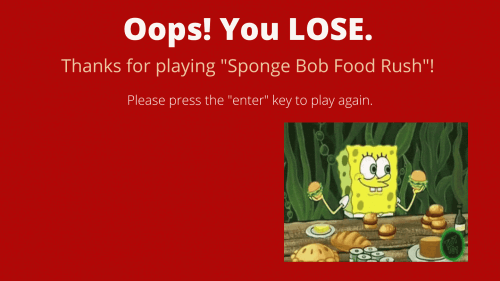 Oops! You LOSE.
Thanks for playing "Sponge Bob Food Rush"!
Please press the "enter" key to play again.